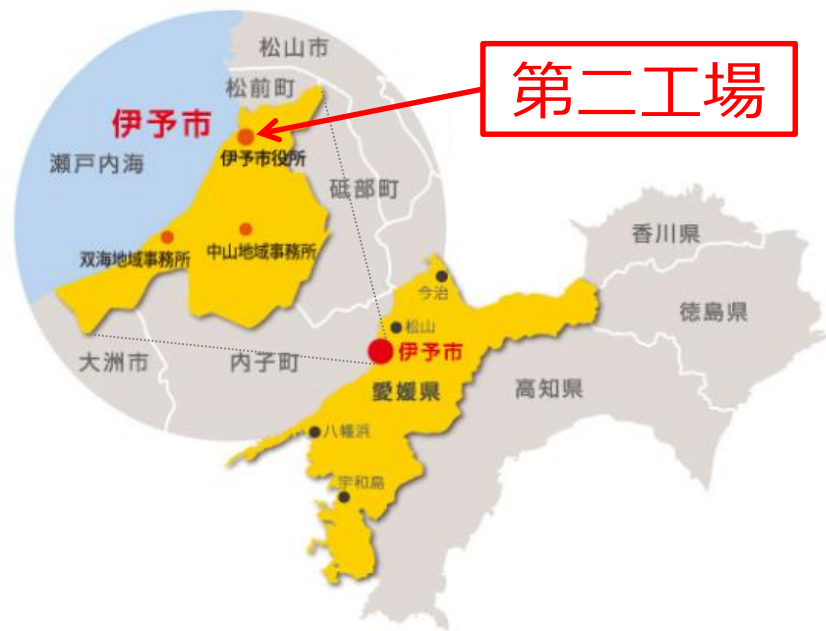 松山市
松前町
第二工場
伊予市
伊予市役所
瀬戸内海
砥部町
双海地域事務所
中山地域事務所
香川県
今治
徳島県
松山
伊予市
大洲市
内子町
愛媛県
高知県
八幡浜
宇和島